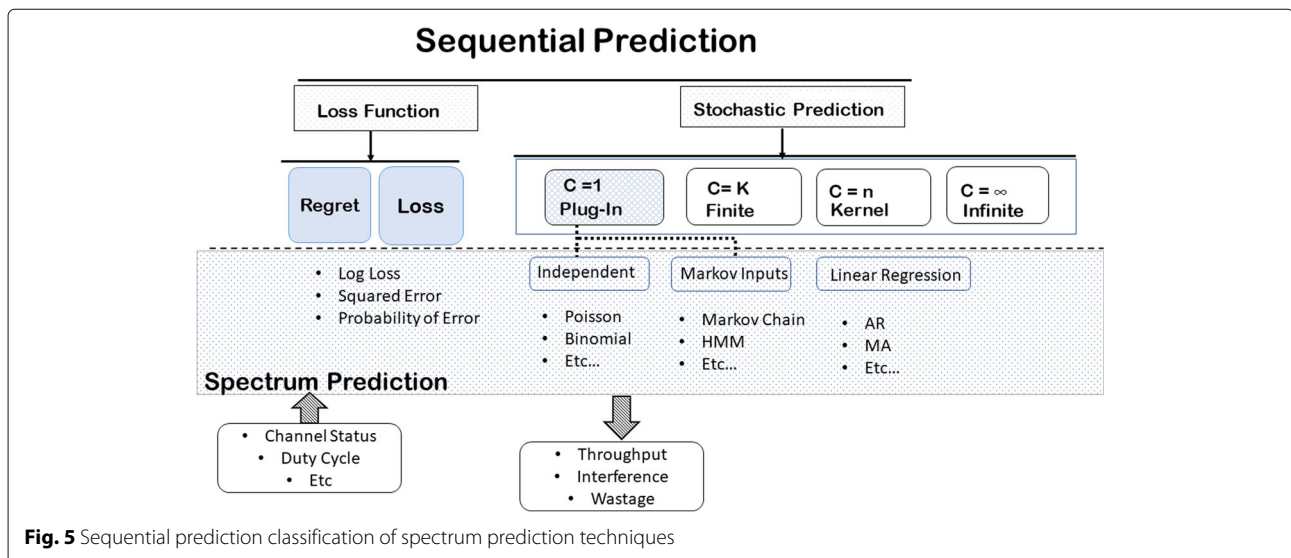 Sequential Prediction
Loss Function
Stochastic Prediction
Regret
Loss
C =1
Plug-In
C= K
Finite
C = n
Kernel
C = ∞
Infinite
• Log Loss
• Squared Error
• Probability of Error
Independent
• Poisson
• Binomial
• Etc...
Markov Inputs
• Markov Chain
• HMM
• Etc...
Linear Regression
• AR
• MA
• Etc...
Spectrum Prediction
• Channel Status
• Duty Cycle
• Etc
• Throughput
• Interference
• Wastage
Fig. 5 Sequential prediction classification of spectrum prediction techniques